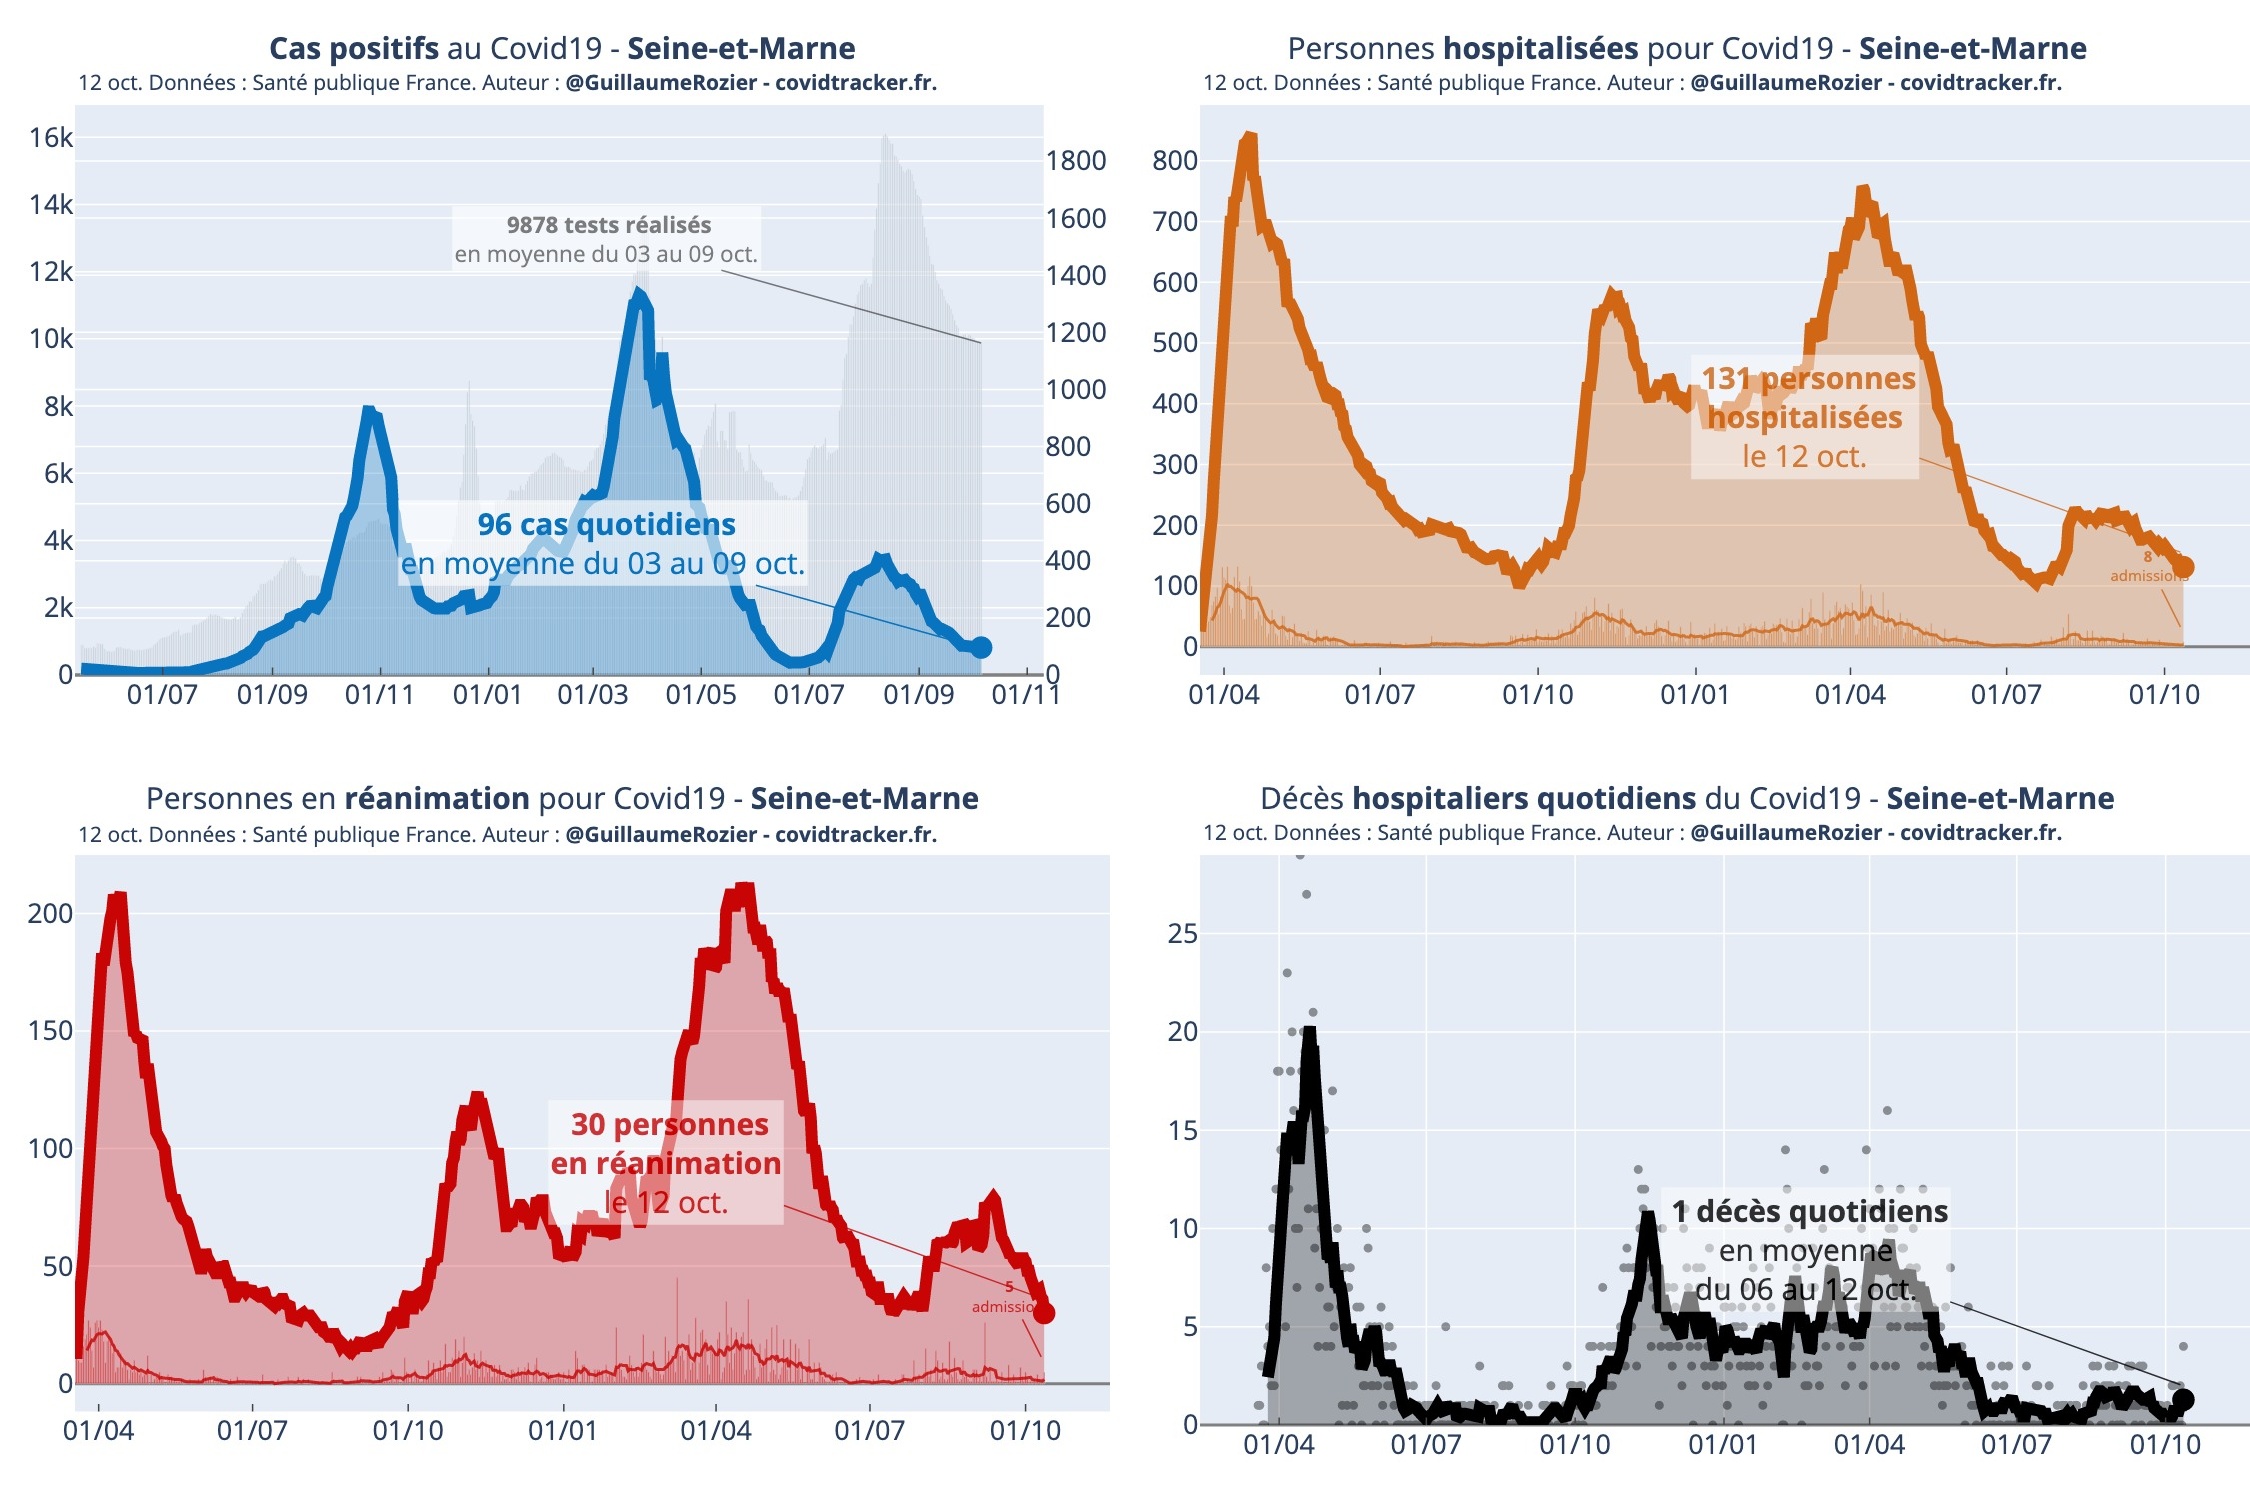 Cas positifs au Covid19 - Seine-et-Marne
12 oct. Données : Santé publique France. Auteur : @GuillaumeRozier - covidtracker.fr.
16k
14k
12k
10k
8k
6k
4k
2k
0
1800
1600
1400
1200
1000
800
600
400
200
0
9878 tests réalisés
en moyenne du 03 au 09 oct.
96 cas quotidiens
en moyenne du 03 au 09 oct.
01/07 01/09 01/11 01/01 01/03 01/05 01/07 01/09 01/11
Personnes hospitalisées pour Covid19 - Seine-et-Marne
12 oct. Données : Santé publique France. Auteur : @GuillaumeRozier - covidtracker.fr.
800
700
600
500
400
300
200
100
0
131 personnes
hospitalisées
le 12 oct.
8
admissions
01/04 01/07 01/10 01/01 01/04 01/07 01/10
Personnes en réanimation pour Covid19 - Seine-et-Marne
12 oct. Données : Santé publique France. Auteur : @GuillaumeRozier - covidtracker.fr.
200
150
100
50
0
30 personnes
en réanimation
le 12 oct.
5
admissio
01/04 01/07 01/10 01/01 01/04 01/07 01/10
Décès hospitaliers quotidiens du Covid19 - Seine-et-Marne
12 oct. Données : Santé publique France. Auteur : @GuillaumeRozier - covidtracker.fr.
25
20
15
10
5
0
1 décès quotidiens
en moyenne
du 06 au 12 oct.
01/04 01/07 01/10 01/01 01/04 01/07 01/10